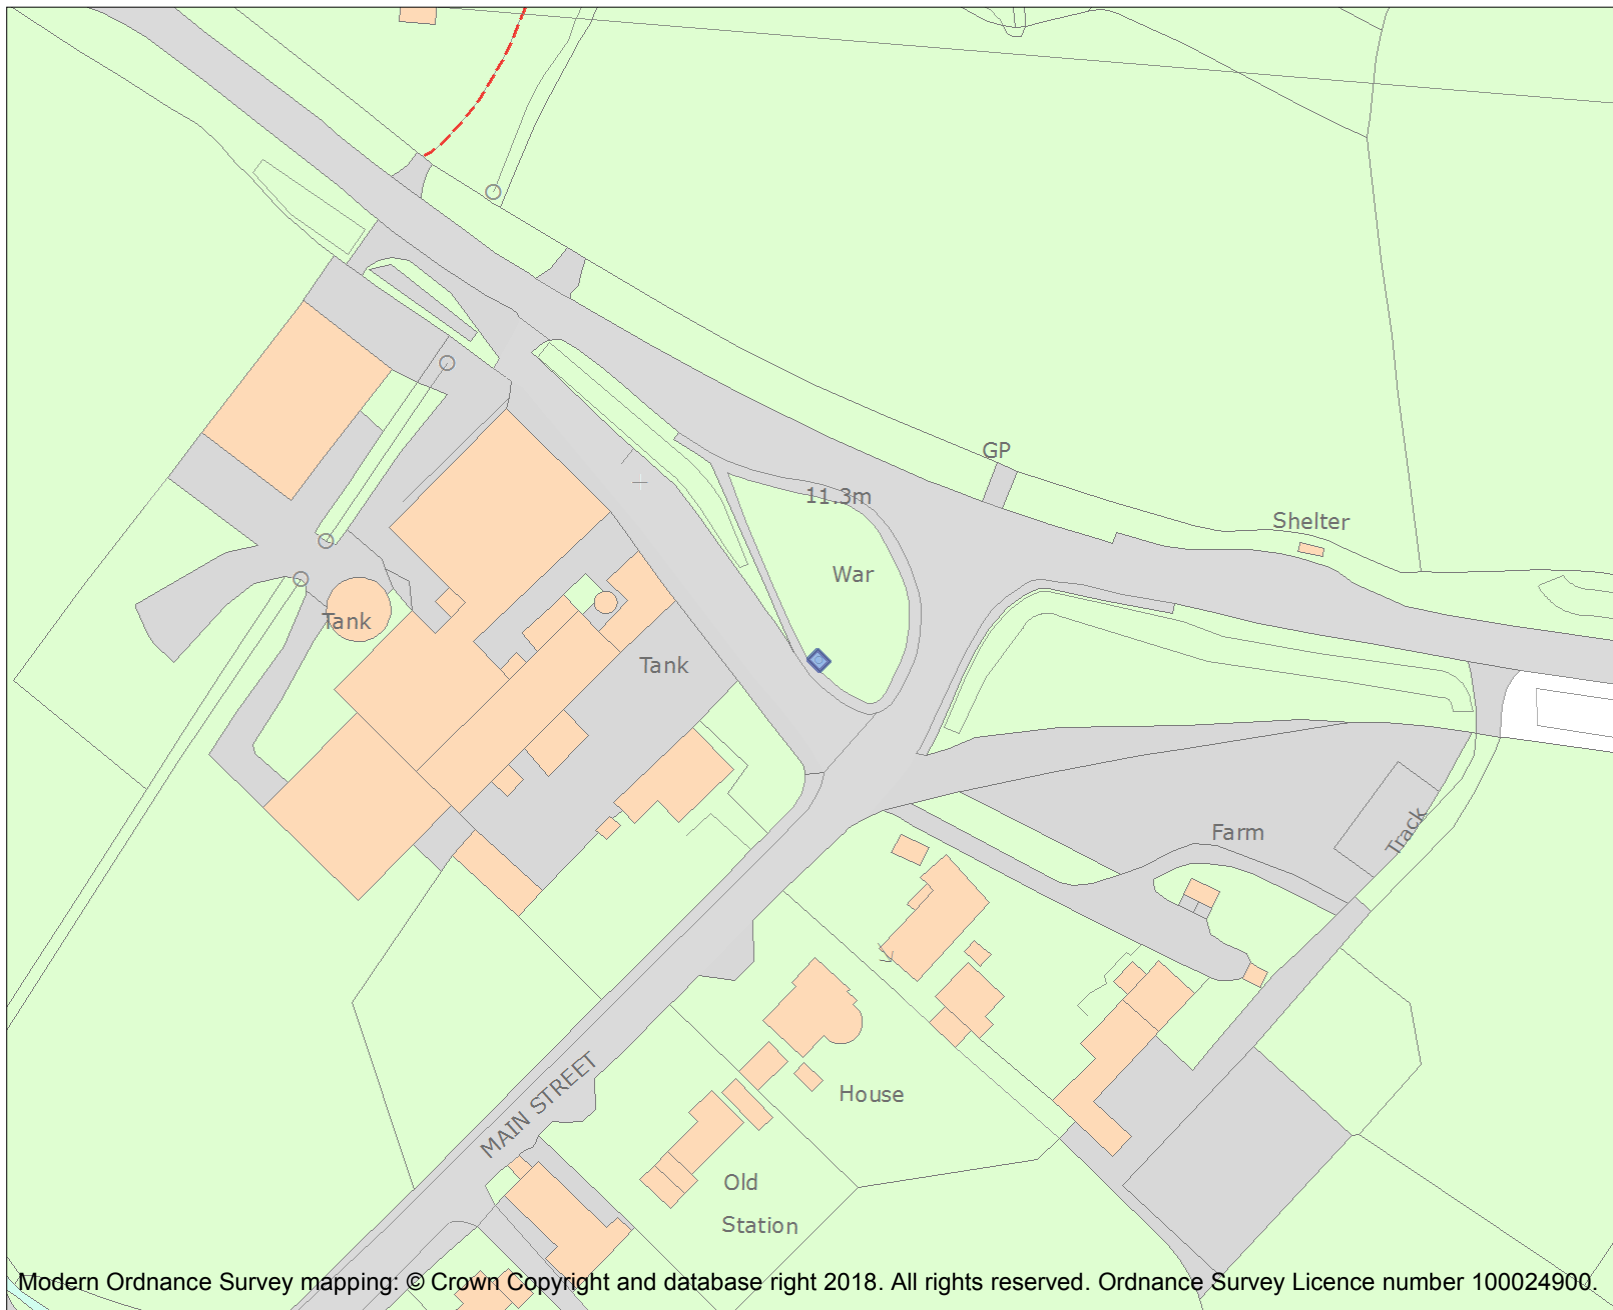 GP
11.3m
Shelter
War
Tank
Tank
Farm
Track
MAIN STREET
House
Old
Station
Modern Ordnance Survey mapping: © Crown Copyright and database right 2018. All rights reserved. Ordnance Survey Licence number 100024900.